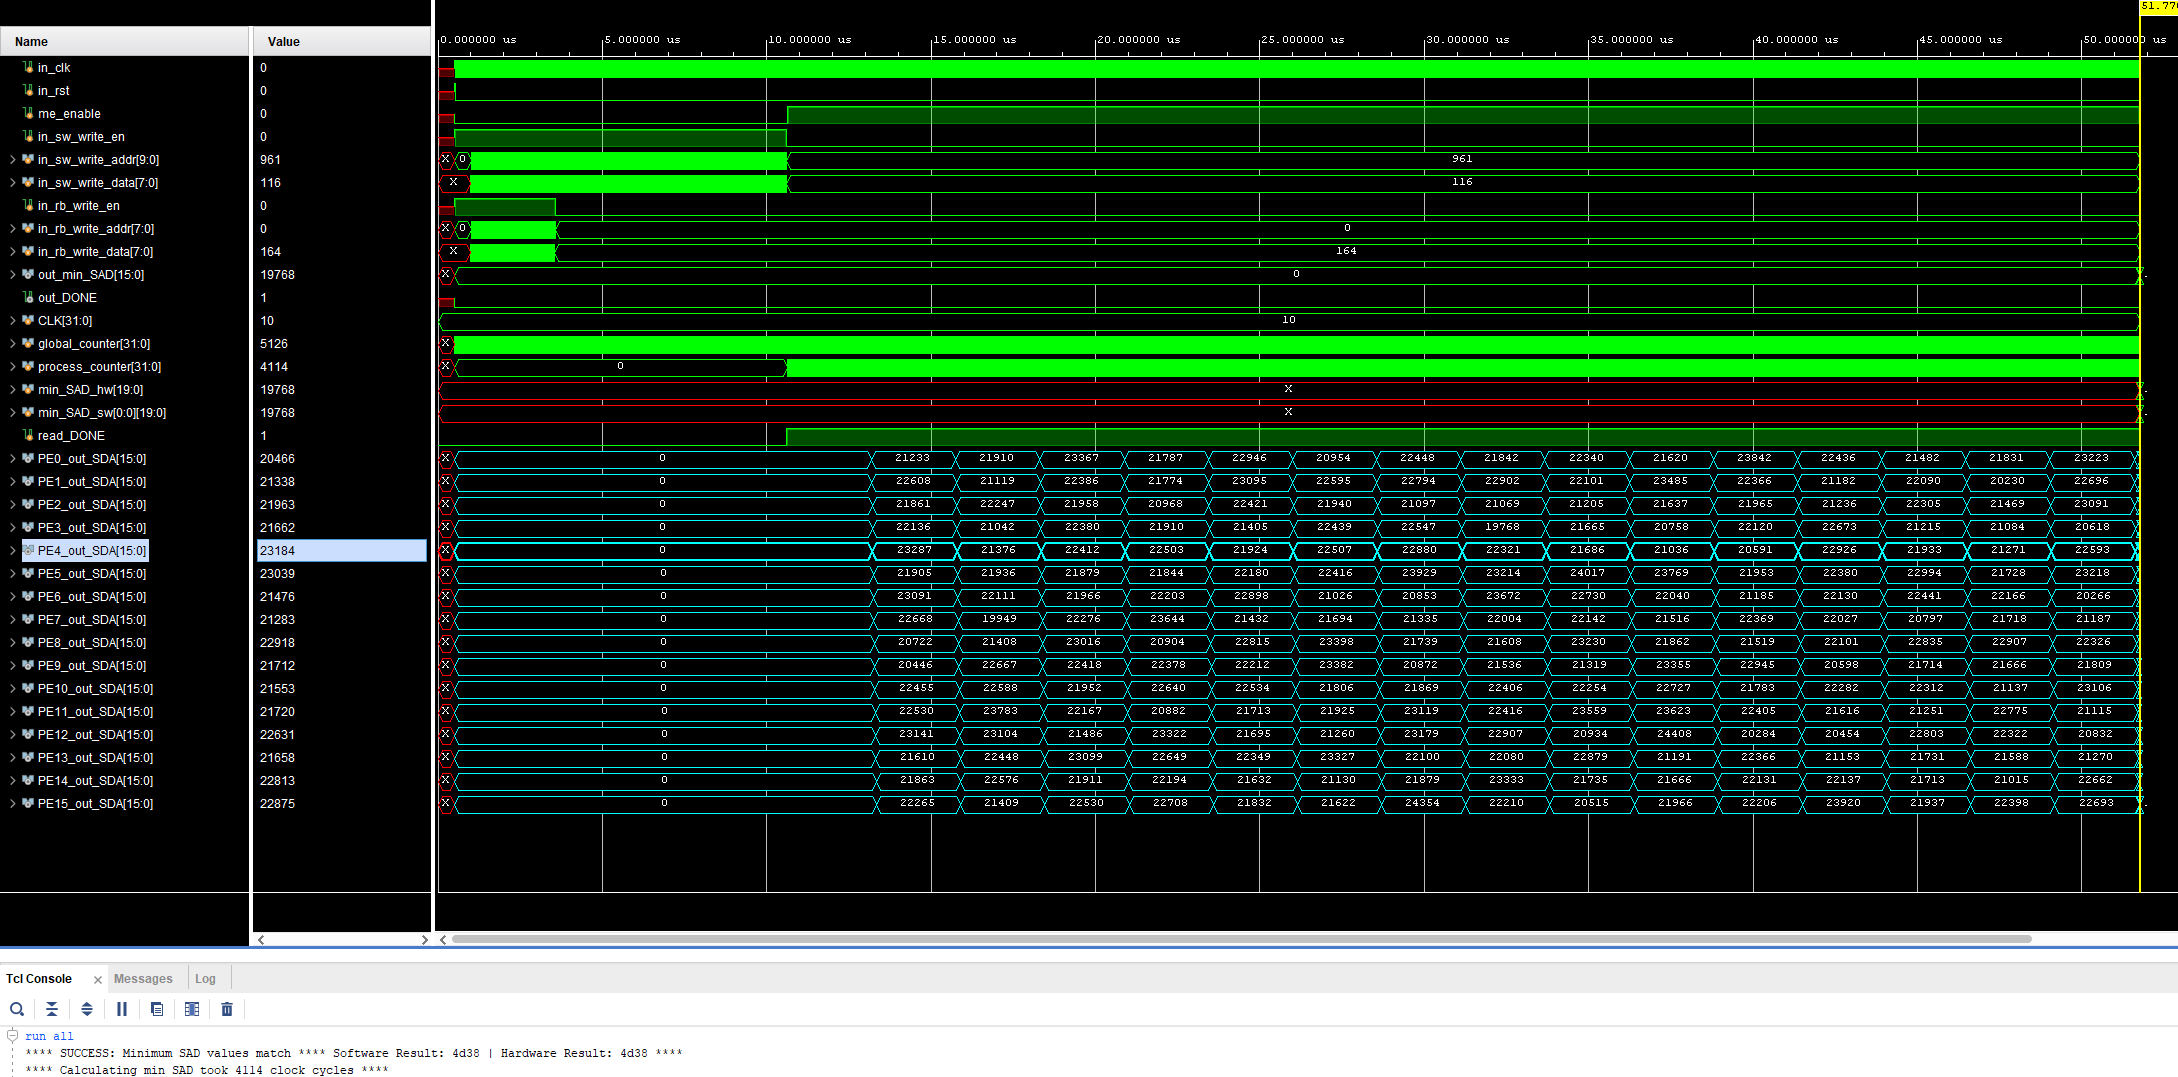 51.77
Name Value 0.000000 us 5.000000 us 10.000000 us 15.000000 us 20.000000 us 25.000000 us 30.000000 us 35.000000 us 40.000000 us 45.000000 us 50.000000 us
in_clk 0
in_rst 0
me_enable 0
in_sw_write_en 0
in_sw_write_addr[9:0] 961 X 0 961
in_sw_write_data[7:0] 116 X 116
in_rb_write_en 0
in_rb_write_addr[7:0] 0 X 0 0
in_rb_write_data[7:0] 164 X 164
out_min_SAD[15:0] 19768 X 0
out_DONE 1
CLK[31:0] 10 10
global_counter[31:0] 5126 X
process_counter[31:0] 4114 X 0
min_SAD_hw[19:0] 19768 X
min_SAD_sw[0:0][19:0] 19768 X
read_DONE 1
PE0_out_SDA[15:0] 20466 X 0 21233 21910 23367 21787 22946 20954 22448 21842 22340 21620 23842 22436 21482 21831 23223
PE1_out_SDA[15:0] 21338 X 0 22608 21119 22386 21774 23095 22595 22794 22902 22101 23485 22366 21182 22090 20230 22696
PE2_out_SDA[15:0] 21963 X 0 21861 22247 21958 20968 22421 21940 21097 21069 21205 21637 21965 21236 22305 21469 23091
PE3_out_SDA[15:0] 21662 X 0 22136 21042 22380 21910 21405 22439 22547 19768 21665 20758 22120 22673 21215 21084 20618
PE4_out_SDA[15:0] 23184 X 0 23287 21376 22412 22503 21924 22507 22880 22321 21686 21036 20591 22926 21933 21271 22593
PE5_out_SDA[15:0] 23039 X 0 21905 21936 21879 21844 22180 22416 23929 23214 24017 23769 21953 22380 22994 21728 23218
PE6_out_SDA[15:0] 21476 X 0 23091 22111 21966 22203 22898 21026 20853 23672 22730 22040 21185 22130 22441 22166 20266
PE7_out_SDA[15:0] 21283 X 0 22668 19949 22276 23644 21432 21694 21335 22004 22142 21516 22369 22027 20797 21718 21187
PE8_out_SDA[15:0] 22918 X 0 20722 21408 23016 20904 22815 23398 21739 21608 23230 21862 21519 22101 22835 22907 22326
PE9_out_SDA[15:0] 21712 X 0 20446 22667 22418 22378 22212 23382 20872 21536 21319 23355 22945 20598 21714 21666 21809
PE10_out_SDA[15:0] 21553 X 0 22455 22588 21952 22640 22534 21806 21869 22406 22254 22727 21783 22282 22312 21137 23106
PE11_out_SDA[15:0] 21720 X 0 22530 23783 22167 20882 21713 21925 23119 22416 23559 23623 22405 21616 21251 22775 21115
PE12_out_SDA[15:0] 22631 X 0 23141 23104 21486 23322 21695 21260 23179 22907 20934 24408 20284 20454 22803 22322 20832
PE13_out_SDA[15:0] 21658 X 0 21610 22448 23099 22649 22349 23327 22100 22080 22879 21191 22366 21153 21731 21588 21270
PE14_out_SDA[15:0] 22813 X 0 21863 22576 21911 22194 21632 21130 21879 23333 21735 21666 22131 22137 21713 21015 22662
PE15_out_SDA[15:0] 22875 X 0 22265 21409 22530 22708 21832 21622 24354 22210 20515 21966 22206 23920 21937 22398 22693
Tcl Console Messages Log
run all
**** SUCCESS: Minimum SAD values match **** Software Result: 4d38 | Hardware Result: 4d38 ****
**** Calculating min SAD took 4114 clock cycles ****